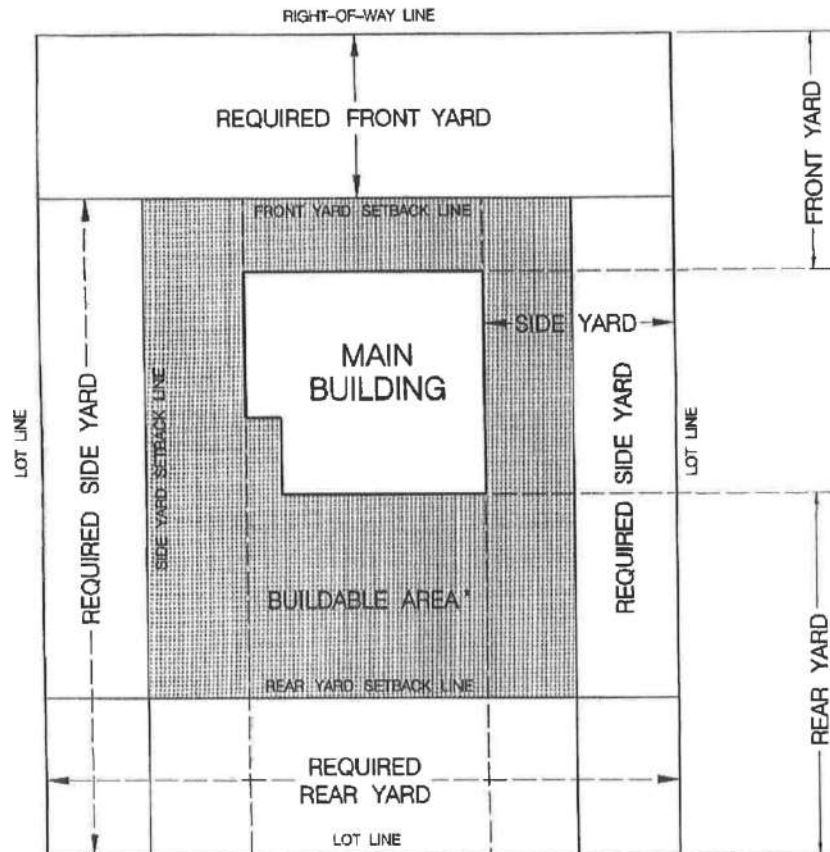 RIGHT-OF-WAY LINE
REQUIRED FRONT YARD
FRONT YARD
FRONT YARD SETBACK LINE
SIDE YARD
MAIN
BUILDING
LOT LINE
REQUIRED SIDE YARD
SIDE YARD SETBACK LINE
REQUIRED SIDE YARD
LOT LINE
BUILDABLE AREA*
REAR YARD
REAR YARD SETBACK LINE
REQUIRED
REAR YARD
LOT LINE